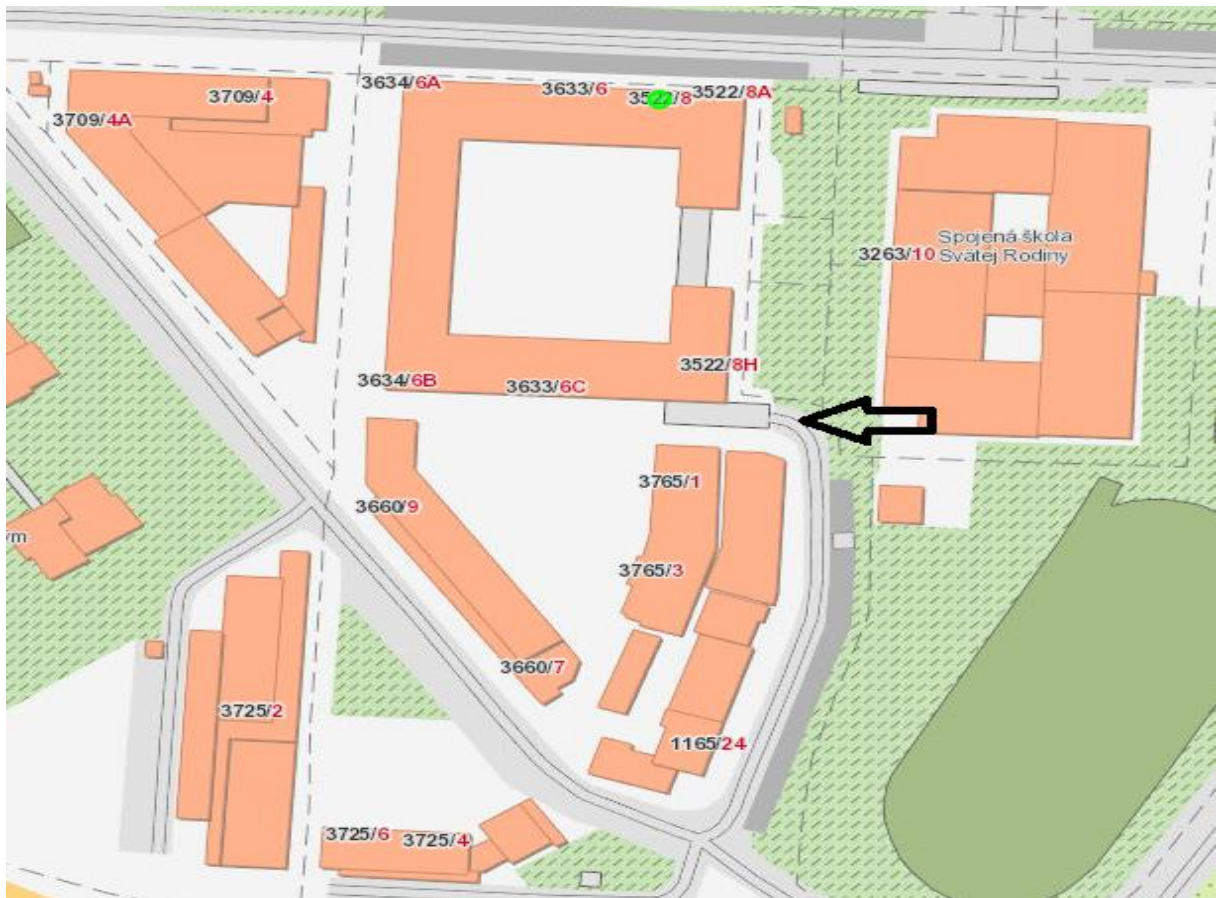 3634/6A
3633/6
3522/8
3522/8A
3709/4
3709/4A
Spojená škola
Svätej Rodiny
3263/10
3522/8H
3634/6B
3633/6C
3765/1
3660/9
ym
3765/3
3660/7
3725/2
1165/24
3725/6
3725/4